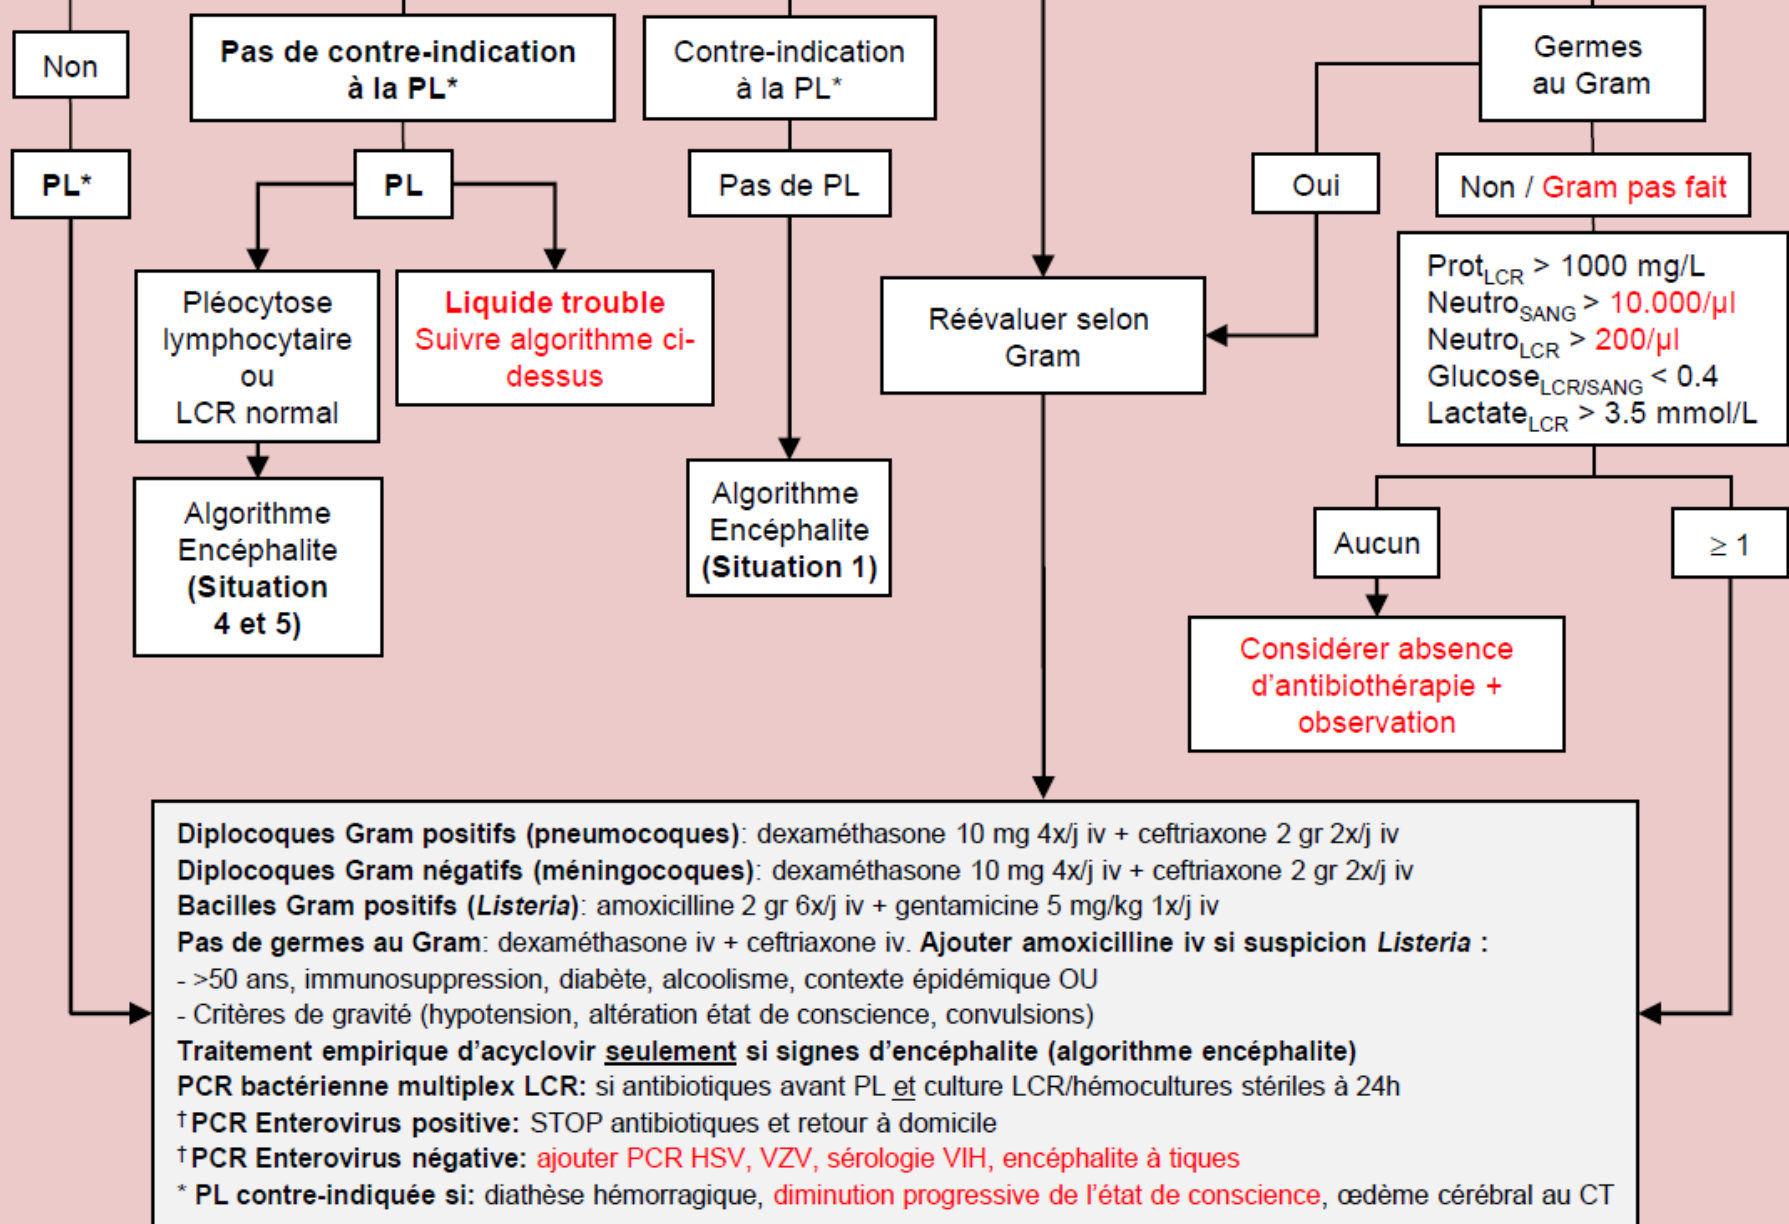 Non
Pas de contre-indication
à la PL*
Contre-indication
à la PL*
Germes
au Gram
PL*
PL
Pas de PL
Oui
Non / Gram pas fait
Pléocytose
lymphocytaire
ou
LCR normal
Liquide trouble
Suivre algorithme ci-
dessus
Réévaluer selon
Gram
ProtLCR > 1000 mg/L
NeutroSANG > 10.000/µl
NeutroLCR > 200/µl
GlucoseLCR/SANG < 0.4
LactateLCR > 3.5 mmol/L
Algorithme
Encéphalite
(Situation
4 et 5)
Algorithme
Encéphalite
(Situation 1)
Aucun
≥ 1
Considérer absence
d’antibiothérapie +
observation
Diplocoques Gram positifs (pneumocoques): dexaméthasone 10 mg 4x/j iv + ceftriaxone 2 gr 2x/j iv
Diplocoques Gram négatifs (méningocoques): dexaméthasone 10 mg 4x/j iv + ceftriaxone 2 gr 2x/j iv
Bacilles Gram positifs (Listeria): amoxicilline 2 gr 6x/j iv + gentamicine 5 mg/kg 1x/j iv
Pas de germes au Gram: dexaméthasone iv + ceftriaxone iv. Ajouter amoxicilline iv si suspicion Listeria :
- >50 ans, immunosuppression, diabète, alcoolisme, contexte épidémique OU
- Critères de gravité (hypotension, altération état de conscience, convulsions)
Traitement empirique d’acyclovir seulement si signes d’encéphalite (algorithme encéphalite)
PCR bactérienne multiplex LCR: si antibiotiques avant PL et culture LCR/hémocultures stériles à 24h
† PCR Enterovirus positive: STOP antibiotiques et retour à domicile
† PCR Enterovirus négative: ajouter PCR HSV, VZV, sérologie VIH, encéphalite à tiques
* PL contre-indiquée si: diathèse hémorragique, diminution progressive de l’état de conscience, œdème cérébral au CT